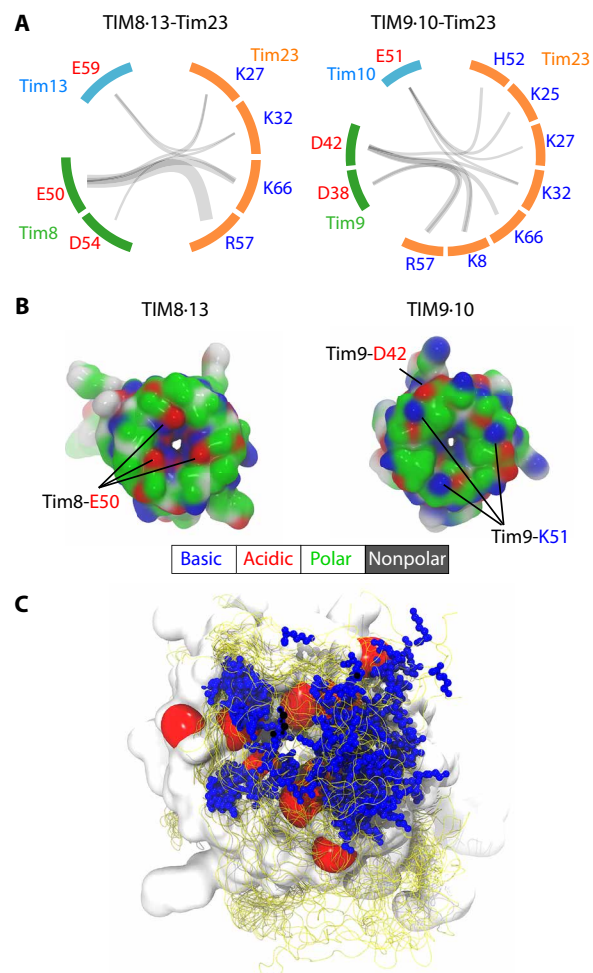 A
TIM8·13-Tim23
TIM9·10-Tim23
E59
Tim13
Tim23
K27
K32
K66
R57
E50
Tim8
D54
E51
Tim10
H52
Tim23
K25
K27
K32
K66
K8
R57
D42
D38
Tim9
B
TIM8·13
TIM9·10
Tim9-D42
Tim8-E50
Tim9-K51
Basic Acidic Polar Nonpolar
C